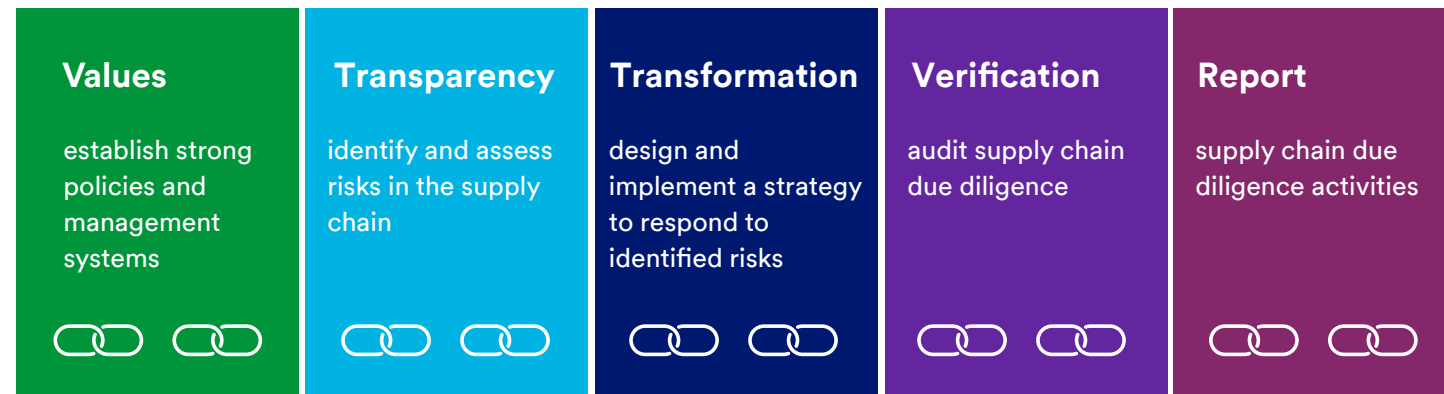 Values
establish strong
policies and
management
systems
Transparency
identify and assess
risks in the supply
chain
Transformation
design and
implement a strategy
to respond to
identified risks
Verification
audit supply chain
due diligence
Report
supply chain due
diligence activities